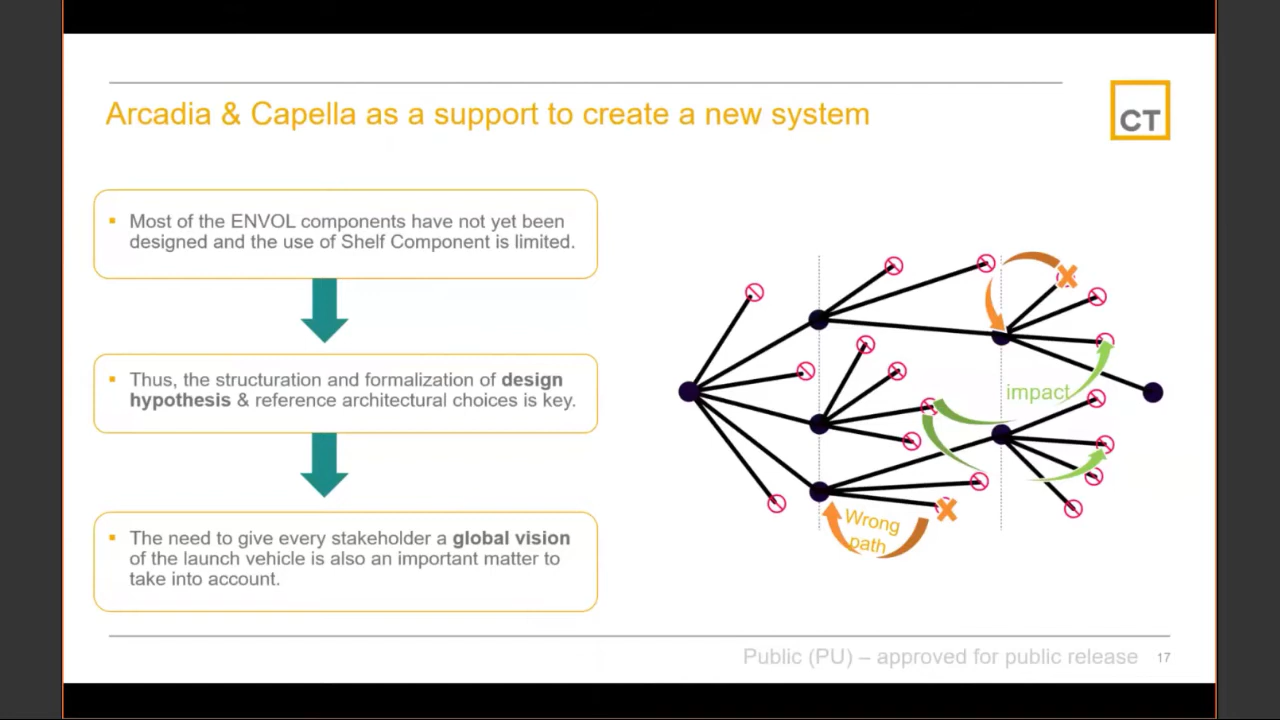 Arcadia & Capella as a support to create a new system
CT
▪ Most of the ENVOL components have not yet been
designed and the use of Shelf Component is limited.
▪ Thus, the structuration and formalization of design
hypothesis & reference architectural choices is key.
▪ The need to give every stakeholder a global vision
of the launch vehicle is also an important matter to
take into account.
impact
Wrong
path
Public (PU) – approved for public release
17